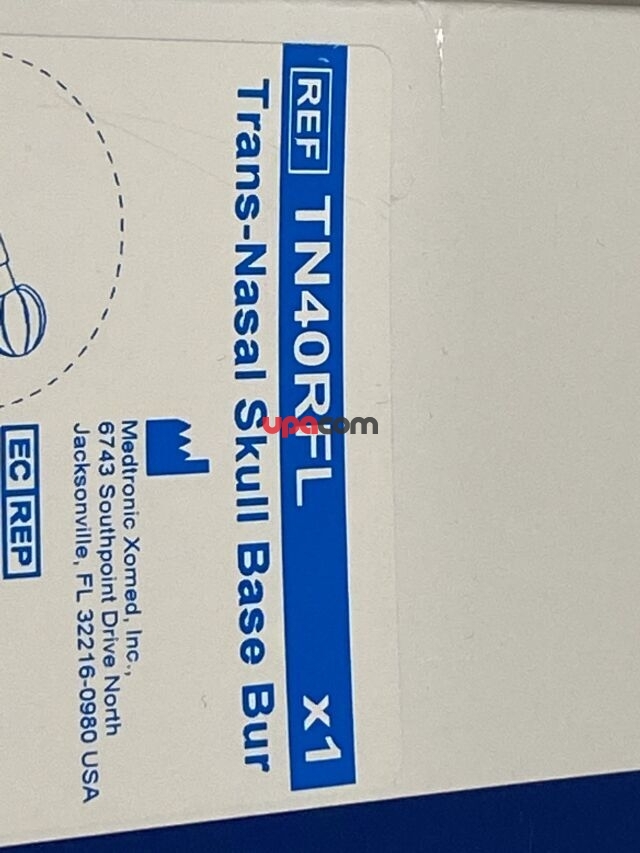 REF TN40RFL x1
Trans-Nasal Skull Base Bur
Medtronic Xomed, Inc.,
6743 Southpoint Drive North
Jacksonville, FL 32216-0980 USA
EC REP
upacom